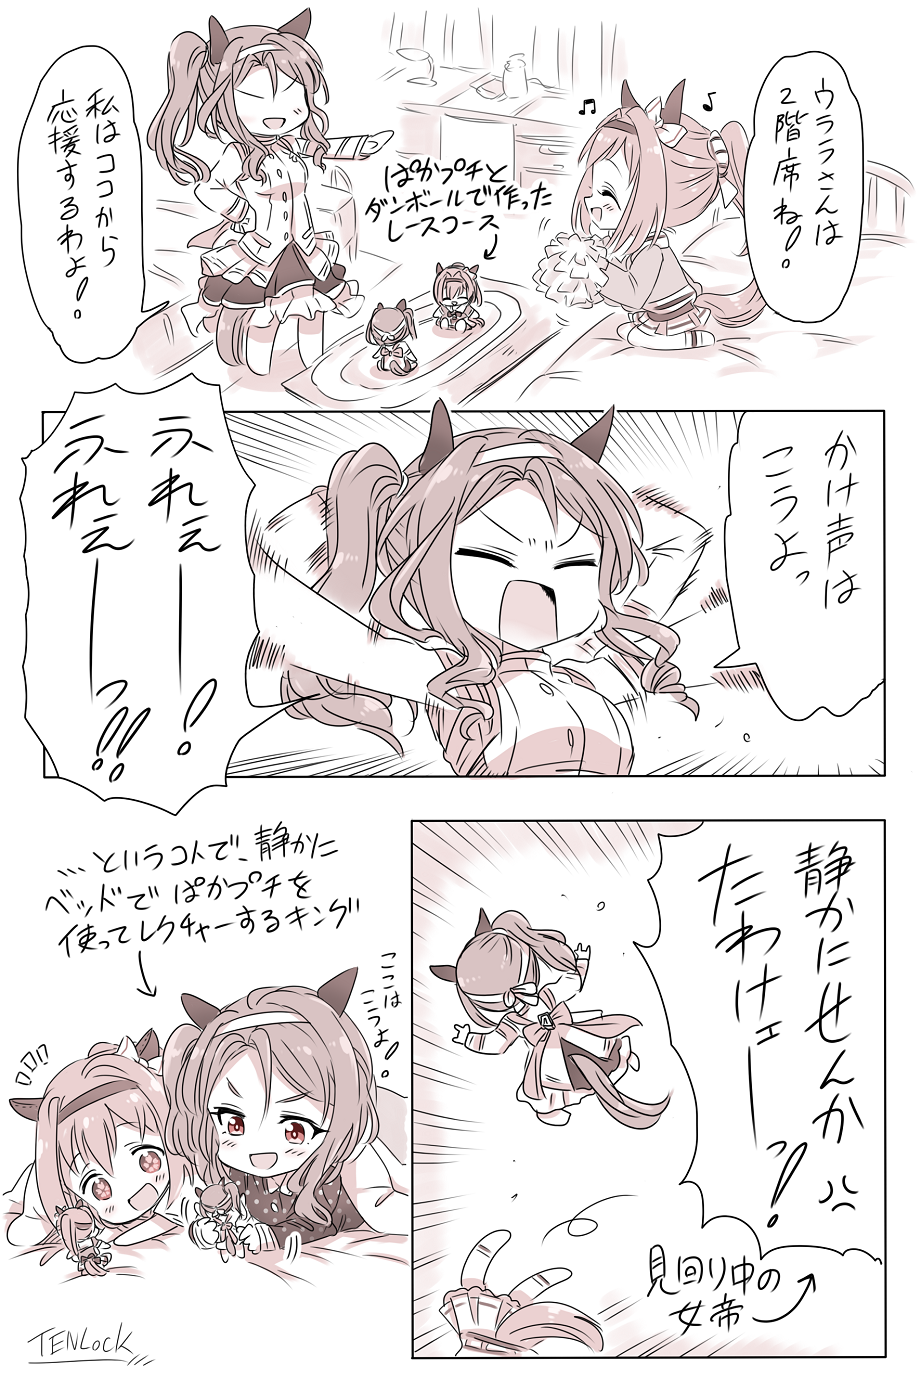 ウララさんは
2階席ね!
ぱかプチと
ダンボールで作った
レースコース
私はココから
応援するわよ!
かけ声は
こうよっ
うれえーー!
うれえーーっ!!
静かにせんか
たわけェーー!
見回り中の
女帝
…というコトで、静かに
ベッドでぱかプチを
使ってレクチャーするキング
ここは
こうよ!
TENLOCK